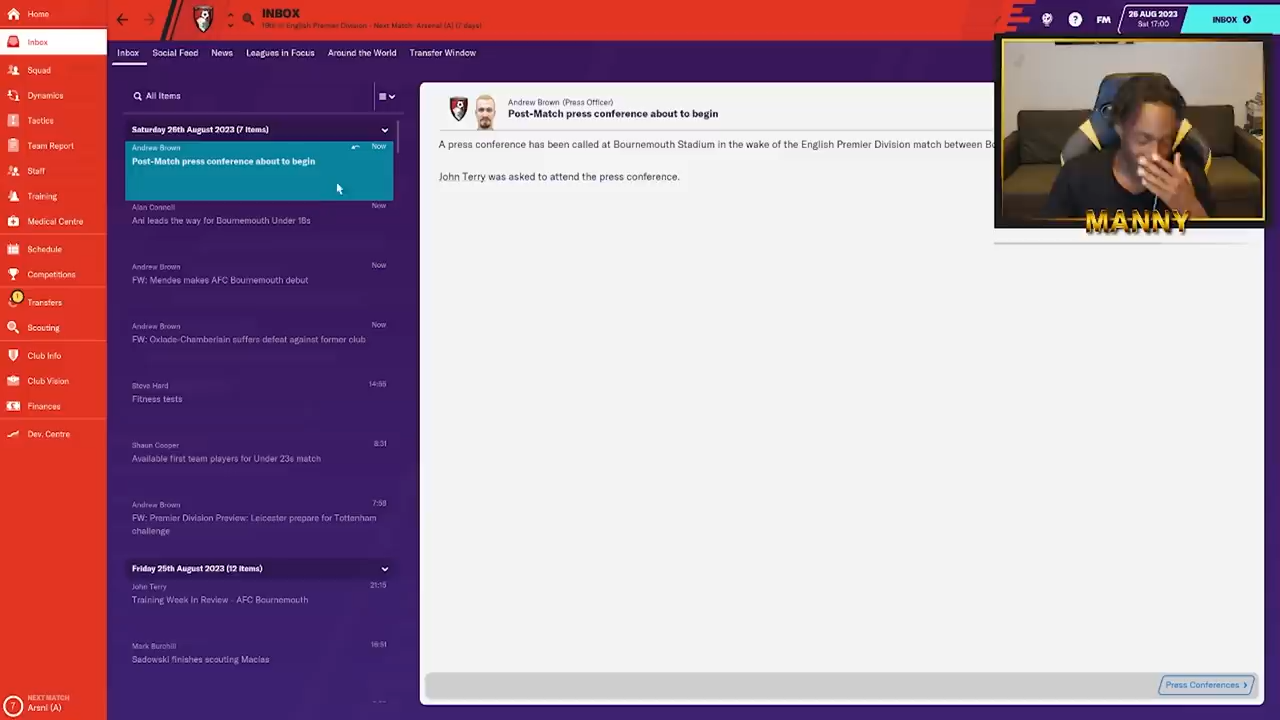 Home
Inbox
Squad
Dynamics
Tactics
Team Report
Staff
Training
Medical Centre
Schedule
Competitions
Transfers
Scouting
Club Info
Club Vision
Finances
Dev. Centre
NEXT MATCH
7
Arsnl (A)
INBOX
English Premier Division - Next Match: Arsenal (A) (7 days)
FM
26 AUG 2023
Sat 17:00
INBOX
Inbox
Social Feed
News
Leagues in Focus
Around the World
Transfer Window
All Items
Saturday 26th August 2023 (7 Items)
Andrew Brown
Now
Post-Match press conference about to begin
Alan Connell
Now
Ani leads the way for Bournemouth Under 18s
Andrew Brown
Now
FW: Mendes makes AFC Bournemouth debut
Andrew Brown
Now
FW: Oxlade-Chamberlain suffers defeat against former club
Steve Hard
14:55
Fitness tests
Shaun Cooper
8:31
Available first team players for Under 23s match
Andrew Brown
7:58
FW: Premier Division Preview: Leicester prepare for Tottenham
challenge
Friday 25th August 2023 (12 Items)
John Terry
21:15
Training Week In Review - AFC Bournemouth
Mark Burchill
16:51
Sadowski finishes scouting Macias
Andrew Brown (Press Officer)
Post-Match press conference about to begin
A press conference has been called at Bournemouth Stadium in the wake of the English Premier Division match between Bo
John Terry was asked to attend the press conference.
Press Conferences
MANNY